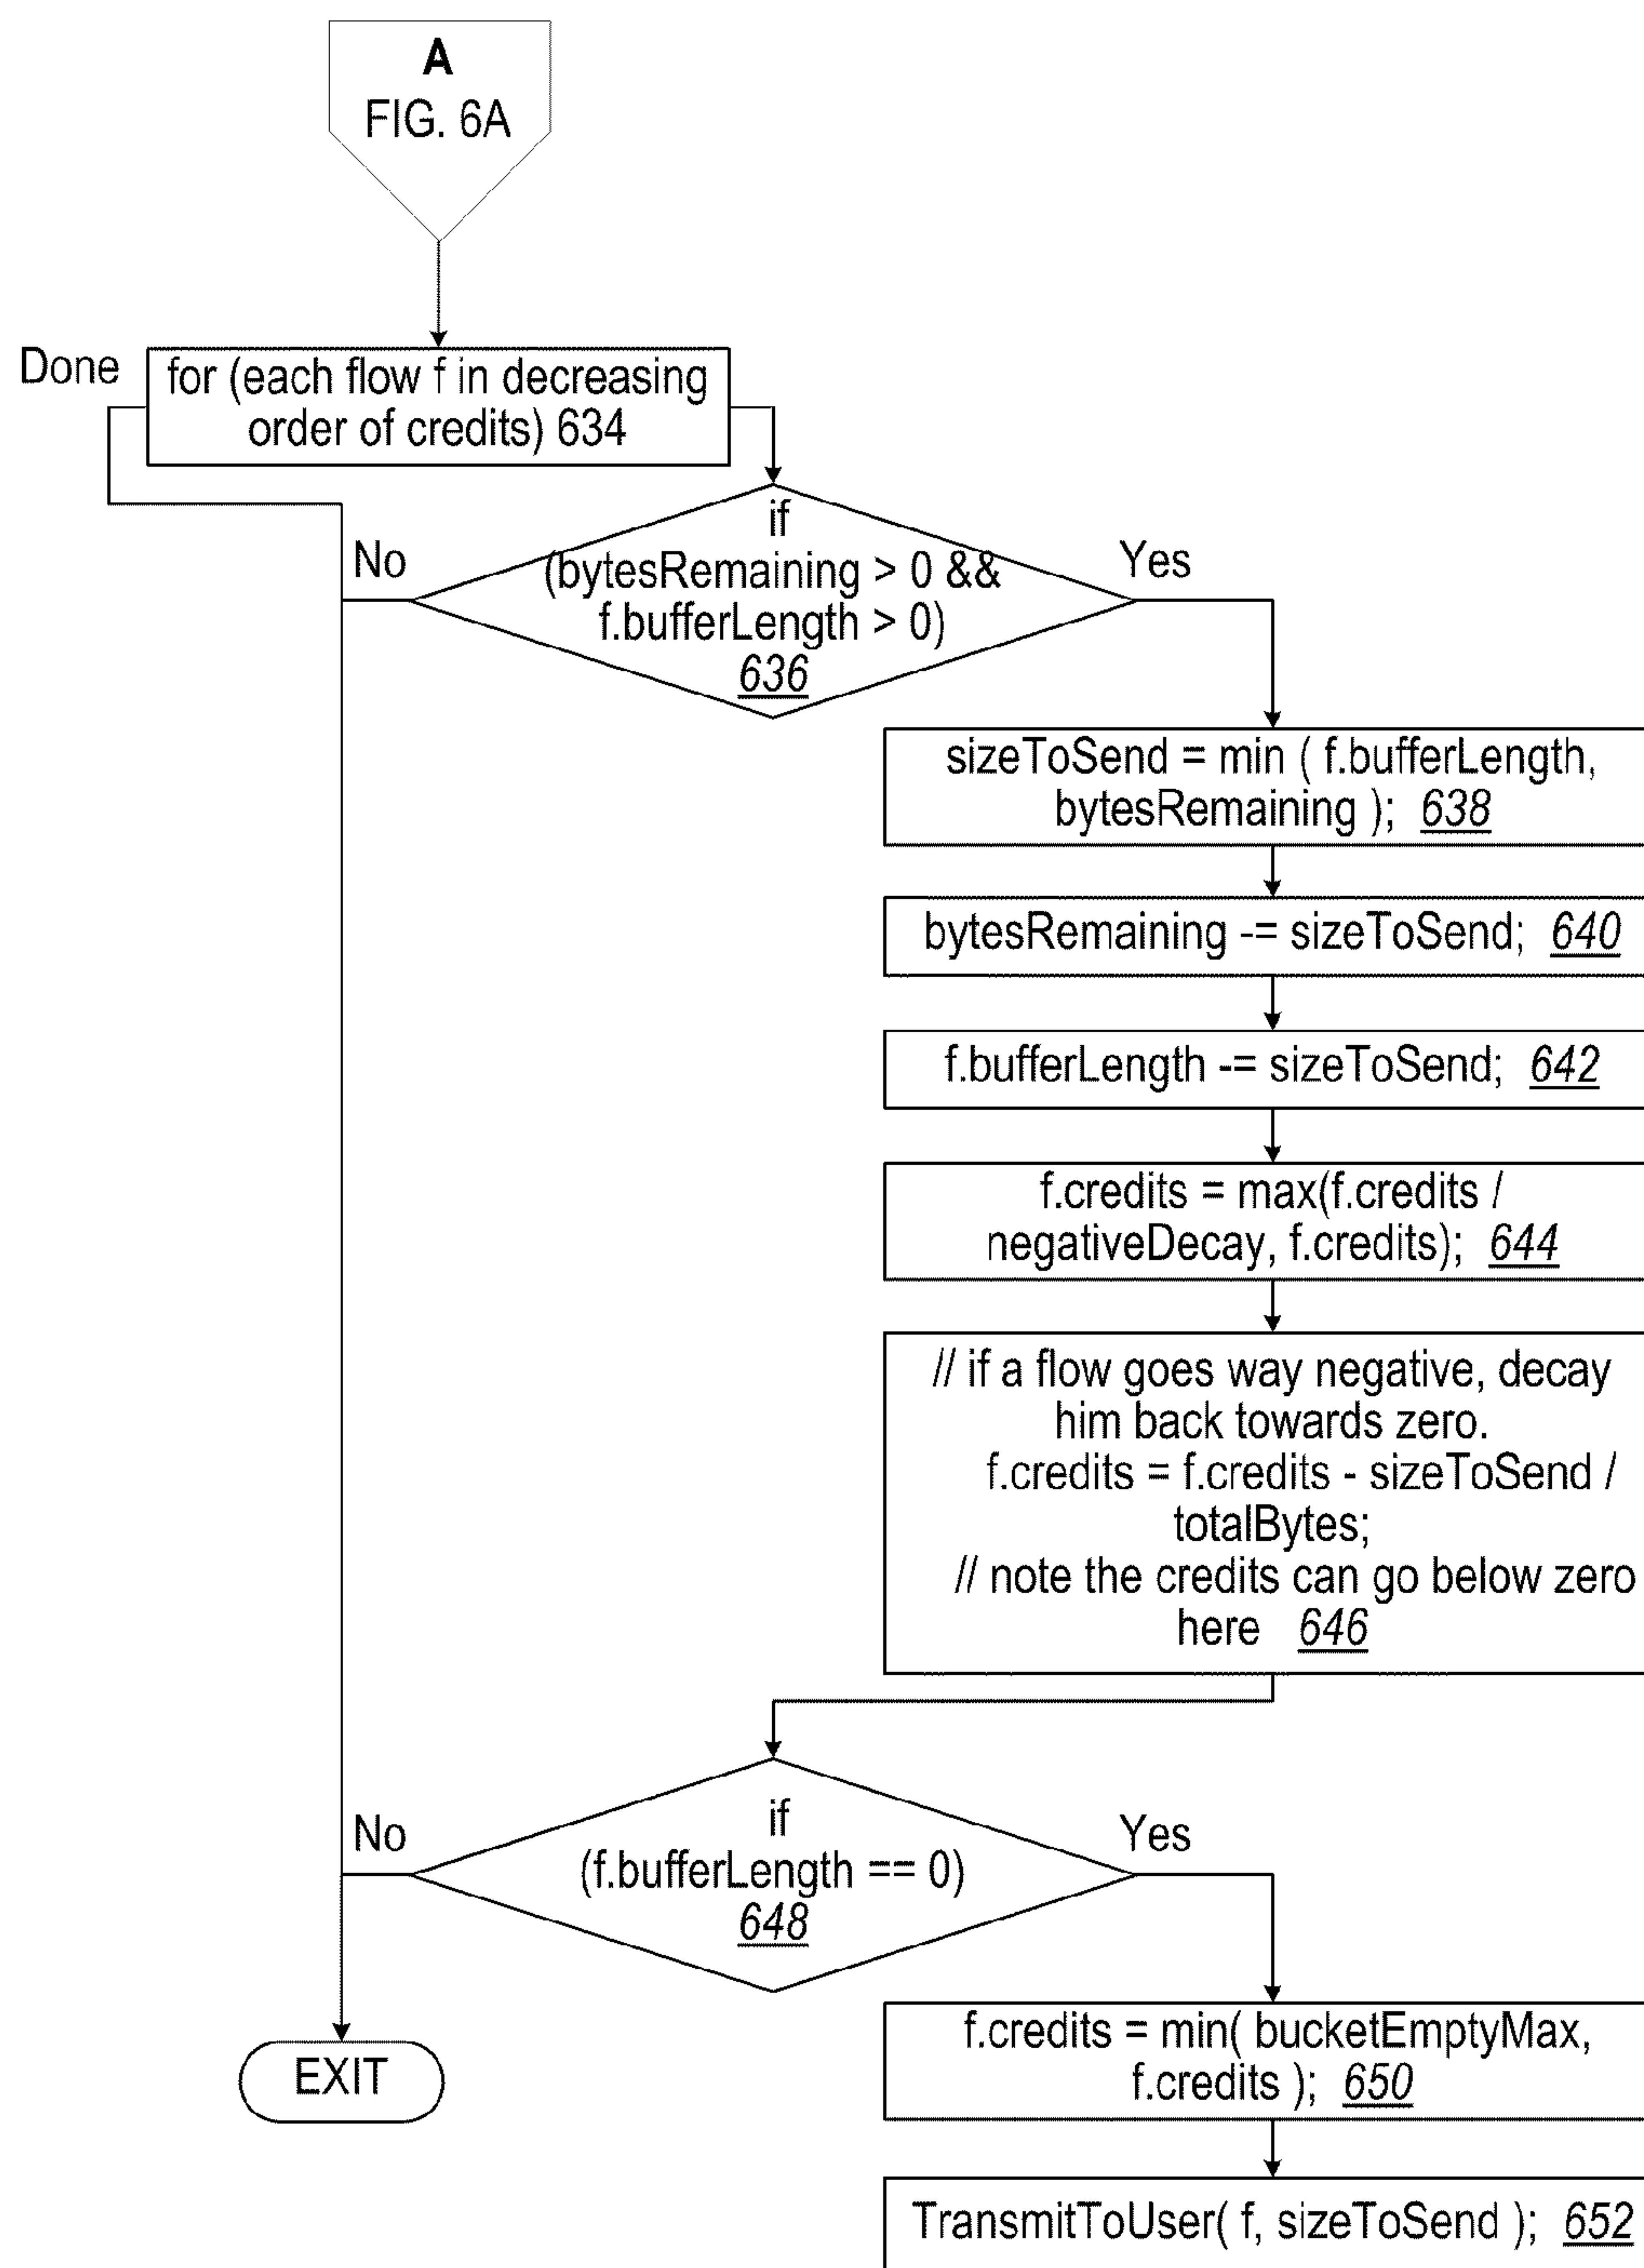 A
FIG. 6A
Done
for (each flow f in decreasing
order of credits) 634
if
No
(bytesRemaining > 0 &&
Yes
f.bufferLength > 0)
636
sizeToSend = min ( f.bufferLength,
bytesRemaining ); 638
bytesRemaining -= sizeToSend; 640
f.bufferLength -= sizeToSend; 642
f.credits = max(f.credits /
negativeDecay, f.credits); 644
// if a flow goes way negative, decay
him back towards zero.
f.credits = f.credits - sizeToSend /
totalBytes;
// note the credits can go below zero
here 646
if
No
Yes
(f.bufferLength == 0)
648
f.credits = min( bucketEmptyMax,
f.credits ); 650
EXIT
TransmitToUser( f, sizeToSend ); 652